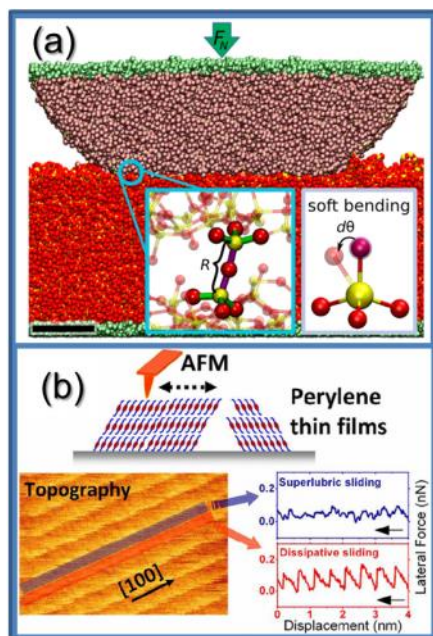 (a)
F_N
R
soft bending
dθ
(b)
AFM
Perylene
thin films
Topography
[100]
Superlubric sliding
0.2
0.0
Dissipative sliding
0.2
0.0
Lateral Force (nN)
0 1 2 3 4
Displacement (nm)